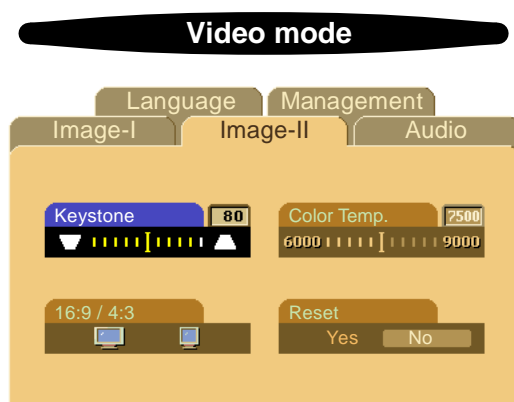 Video mode
Language Management
Image-I Image-II Audio
Keystone 80 Color Temp. 7500
6000 9000
16:9 / 4:3 Reset
Yes No